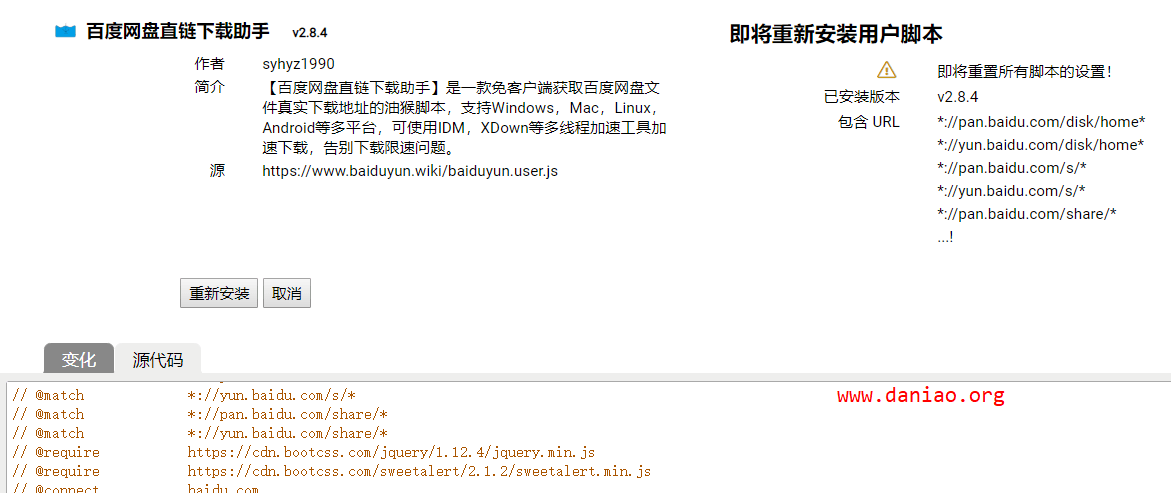 百度网盘直链下载助手 v2.8.4
作者 syhyz1990
简介 【百度网盘直链下载助手】是一款免客户端获取百度网盘文
件真实下载地址的油猴脚本，支持Windows，Mac，Linux，
Android等多平台，可使用IDM，XDown等多线程加速工具加
速下载，告别下载限速问题。
源 https://www.baiduyun.wiki/baiduyun.user.js
即将重新安装用户脚本
即将重置所有脚本的设置！
已安装版本 v2.8.4
包含 URL *://pan.baidu.com/disk/home*
*://yun.baidu.com/disk/home*
*://pan.baidu.com/s/*
*://yun.baidu.com/s/*
*://pan.baidu.com/share/*
...!
重新安装 取消
变化 源代码
// @match *://yun.baidu.com/s/*
// @match *://pan.baidu.com/share/*
// @match *://yun.baidu.com/share/*
// @require https://cdn.bootcss.com/jquery/1.12.4/jquery.min.js
// @require https://cdn.bootcss.com/sweetalert/2.1.2/sweetalert.min.js
// @connect baidu.com
www.daniao.org